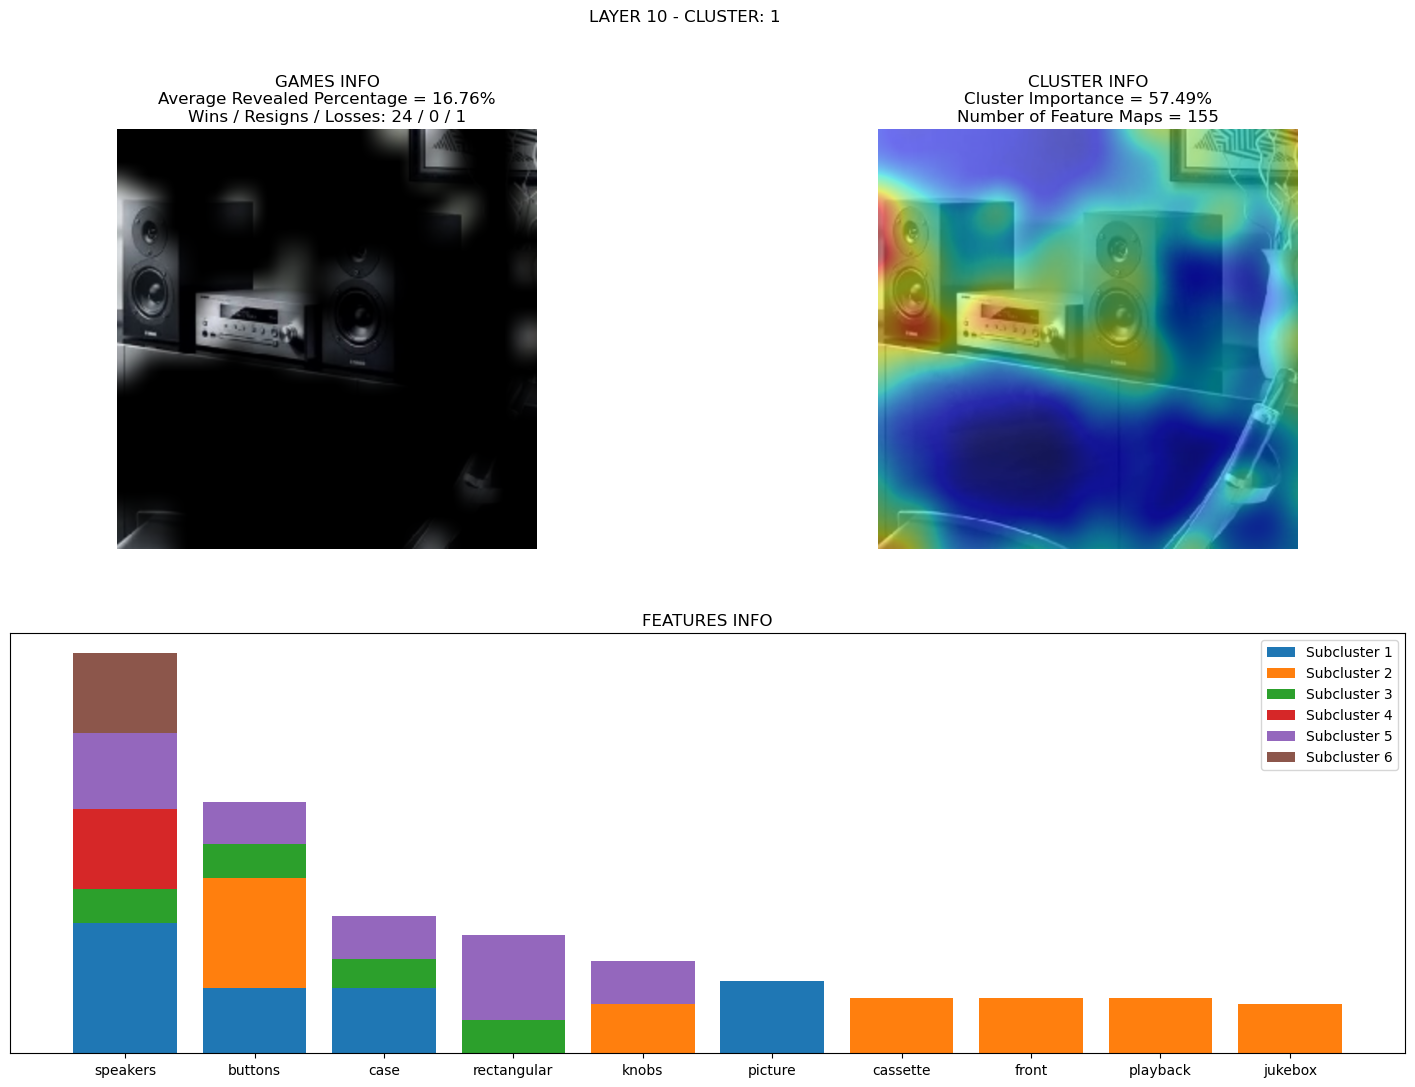 LAYER 10 - CLUSTER: 1
GAMES INFO
Average Revealed Percentage = 16.76%
Wins / Resigns / Losses: 24 / 0 / 1
CLUSTER INFO
Cluster Importance = 57.49%
Number of Feature Maps = 155
FEATURES INFO
Subcluster 1
Subcluster 2
Subcluster 3
Subcluster 4
Subcluster 5
Subcluster 6
speakers
buttons
case
rectangular
knobs
picture
cassette
front
playback
jukebox